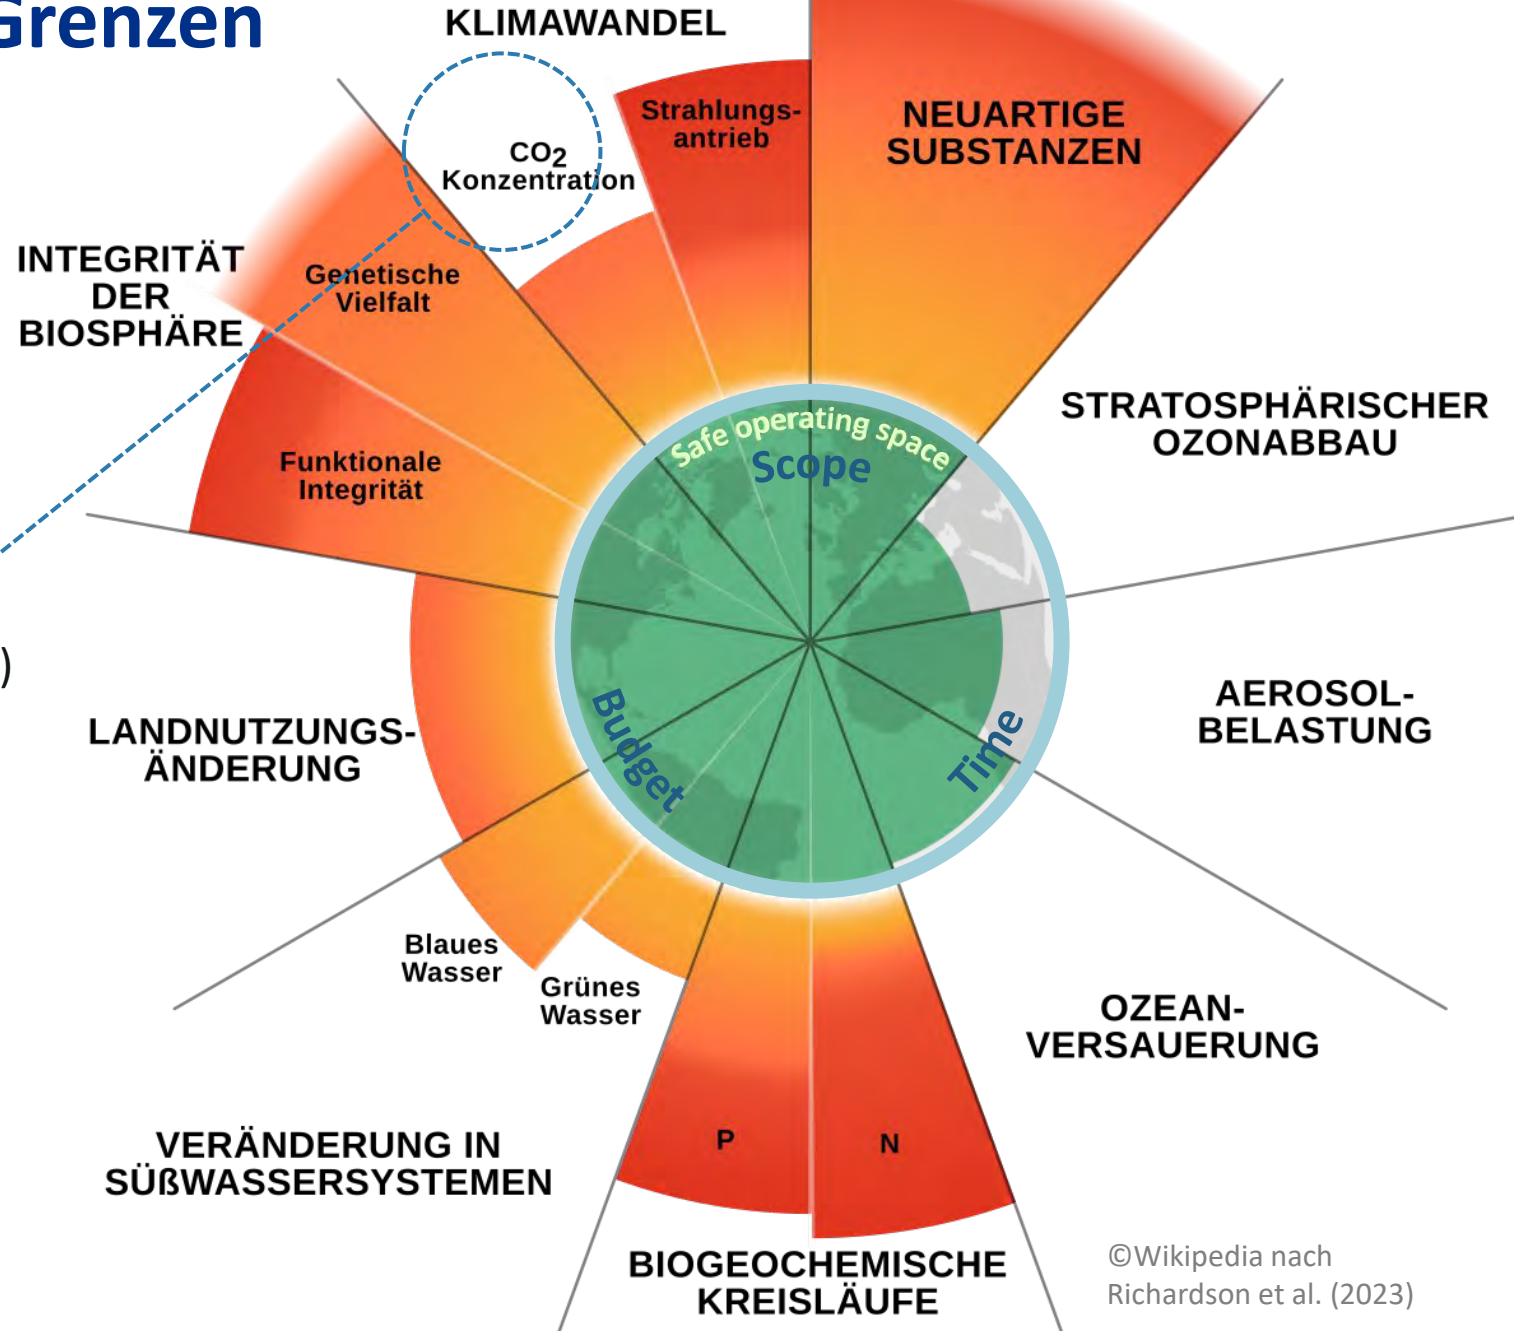 Grenzen
KLIMAWANDEL
Strahlungs-
antrieb
NEUARTIGE
SUBSTANZEN
CO2
Konzentration
INTEGRITÄT
DER
BIOSPHÄRE
Genetische
Vielfalt
STRATOSPHÄRISCHER
OZONABBAU
Safe operating space
Scope
Funktionale
Integrität
)
LANDNUTZUNGS-
ÄNDERUNG
Budget
Time
AEROSOL-
BELASTUNG
Blaues
Wasser
Grünes
Wasser
OZEAN-
VERSAUERUNG
VERÄNDERUNG IN
SÜßWASSERSYSTEMEN
P
N
BIOGEOCHEMISCHE
KREISLÄUFE
©Wikipedia nach
Richardson et al. (2023)